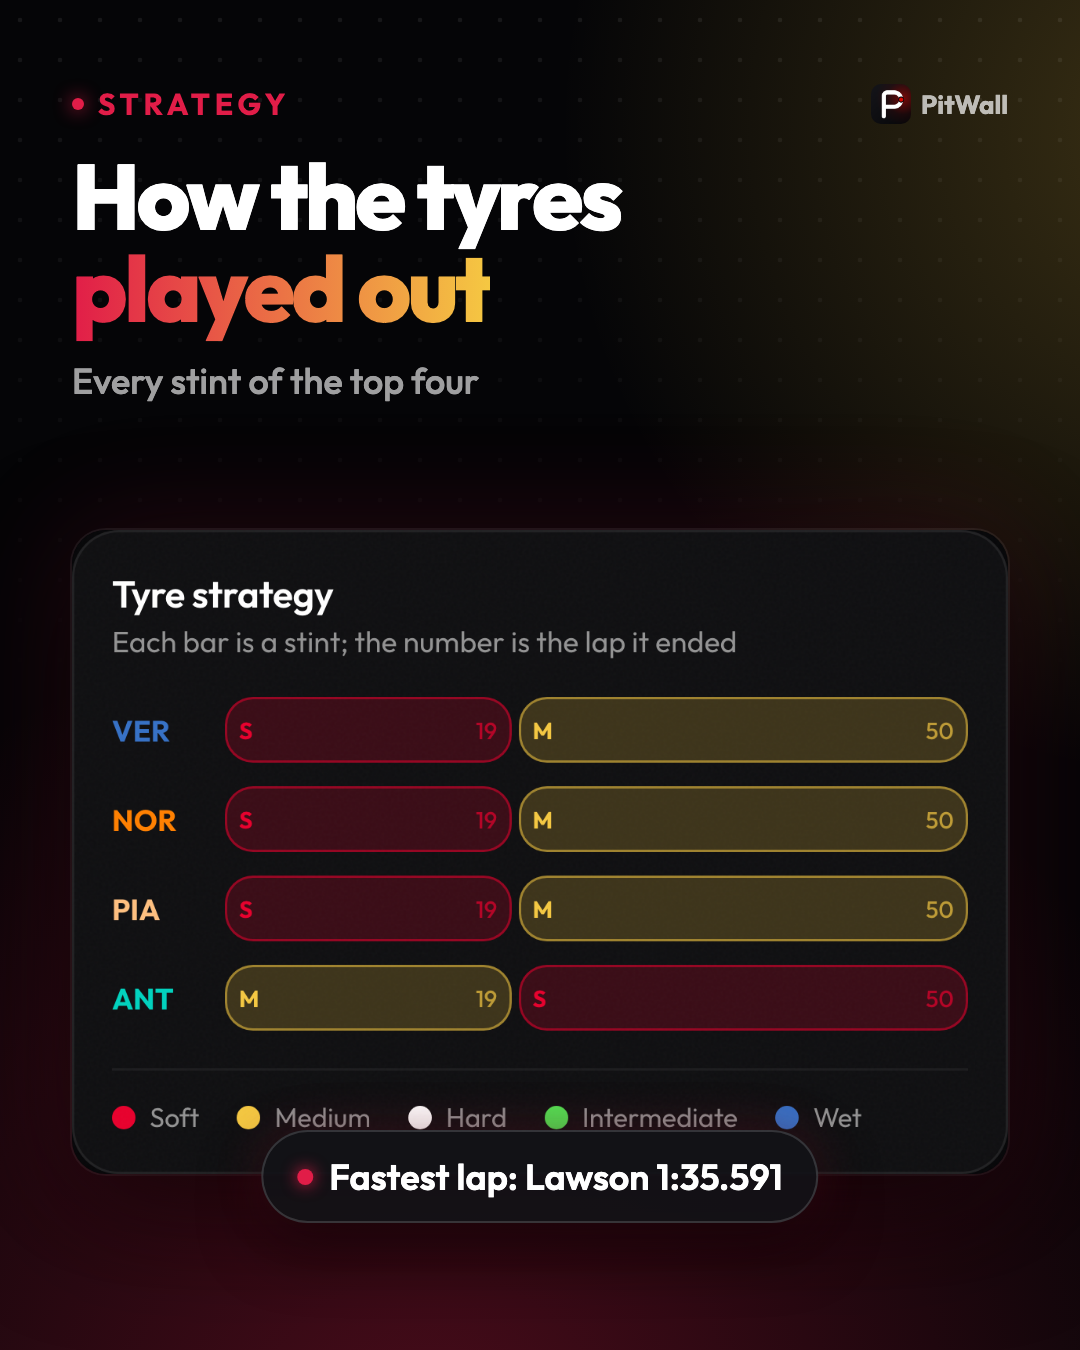 STRATEGY
PitWall
How the tyres
played out
Every stint of the top four
Tyre strategy
Each bar is a stint; the number is the lap it ended
VER S 19 M 50
NOR S 19 M 50
PIA S 19 M 50
ANT M 19 S 50
Soft Medium Hard Intermediate Wet
Fastest lap: Lawson 1:35.591